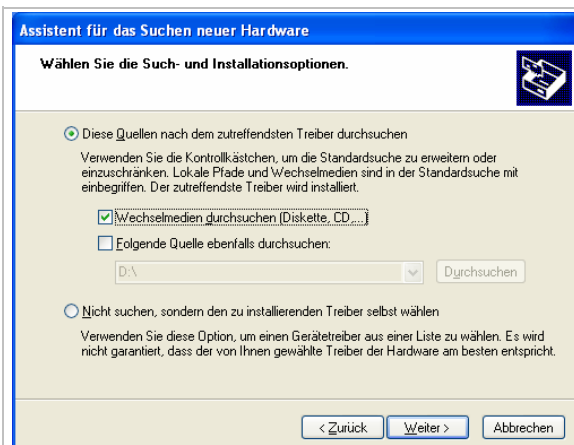 Assistent für das Suchen neuer Hardware
Wählen Sie die Such- und Installationsoptionen.
Diese Quellen nach dem zutreffendsten Treiber durchsuchen
Verwenden Sie die Kontrollkästchen, um die Standardsuche zu erweitern oder
einzuschränken. Lokale Pfade und Wechselmedien sind in der Standardsuche mit
einbegriffen. Der zutreffendste Treiber wird installiert.
Wechselmedien durchsuchen (Diskette, CD,...)
Folgende Quelle ebenfalls durchsuchen:
D:\ Durchsuchen
Nicht suchen, sondern den zu installierenden Treiber selbst wählen
Verwenden Sie diese Option, um einen Gerätetreiber aus einer Liste zu wählen. Es wird
nicht garantiert, dass der von Ihnen gewählte Treiber der Hardware am besten entspricht.
< Zurück Weiter > Abbrechen